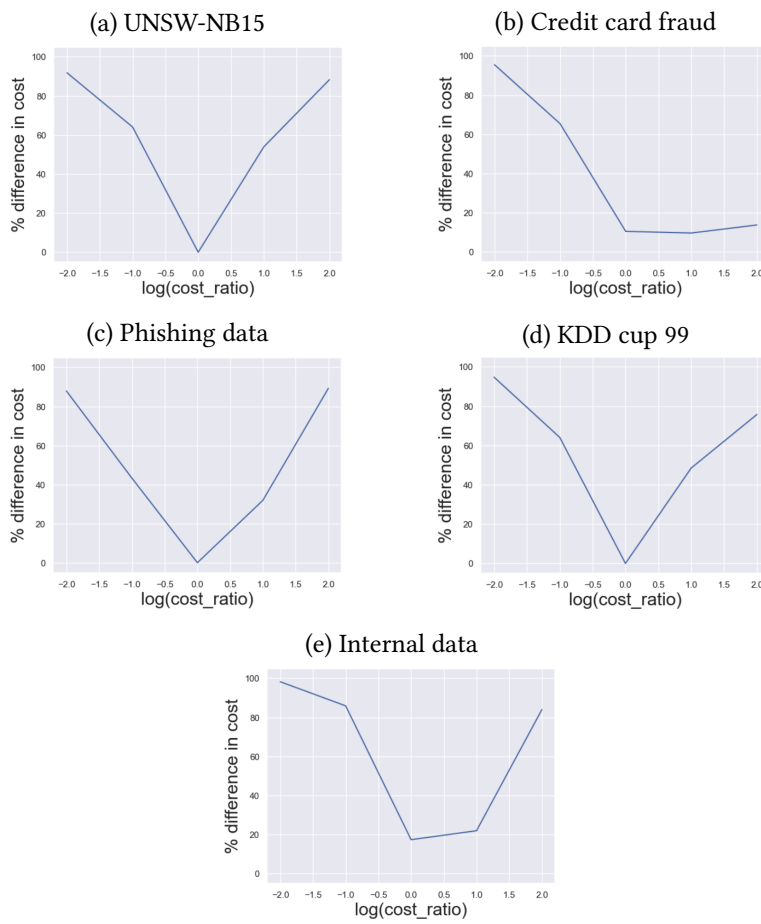 (a) UNSW-NB15
% difference in cost
100
80
60
40
20
0
−2.0 −1.5 −1.0 −0.5 0.0 0.5 1.0 1.5 2.0
log(cost_ratio)
(b) Credit card fraud
% difference in cost
100
80
60
40
20
0
−2.0 −1.5 −1.0 −0.5 0.0 0.5 1.0 1.5 2.0
log(cost_ratio)
(c) Phishing data
% difference in cost
100
80
60
40
20
0
−2.0 −1.5 −1.0 −0.5 0.0 0.5 1.0 1.5 2.0
log(cost_ratio)
(d) KDD cup 99
% difference in cost
100
80
60
40
20
0
−2.0 −1.5 −1.0 −0.5 0.0 0.5 1.0 1.5 2.0
log(cost_ratio)
(e) Internal data
% difference in cost
100
80
60
40
20
0
−2.0 −1.5 −1.0 −0.5 0.0 0.5 1.0 1.5 2.0
log(cost_ratio)